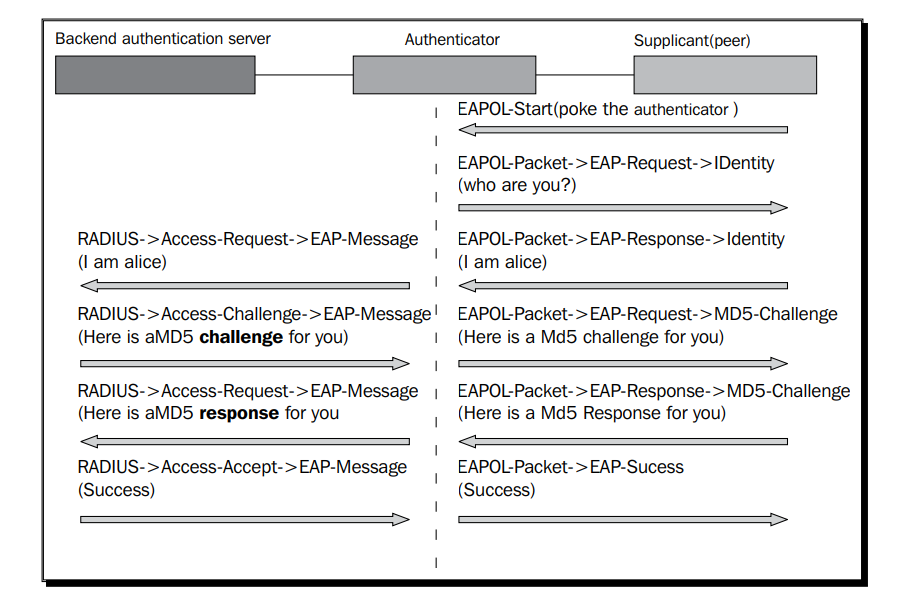 Backend authentication server
Authenticator
Supplicant(peer)
EAPOL-Start(poke the authenticator )
EAPOL-Packet->EAP-Request->IDentity
(who are you?)
RADIUS->Access-Request->EAP-Message
(I am alice)
EAPOL-Packet->EAP-Response->Identity
(I am alice)
RADIUS->Access-Challenge->EAP-Message
(Here is aMD5 challenge for you)
EAPOL-Packet->EAP-Request->MD5-Challenge
(Here is a Md5 challenge for you)
RADIUS->Access-Request->EAP-Message
(Here is aMD5 response for you
EAPOL-Packet->EAP-Response->MD5-Challenge
(Here is a Md5 Response for you)
RADIUS->Access-Accept->EAP-Message
(Success)
EAPOL-Packet->EAP-Sucess
(Success)